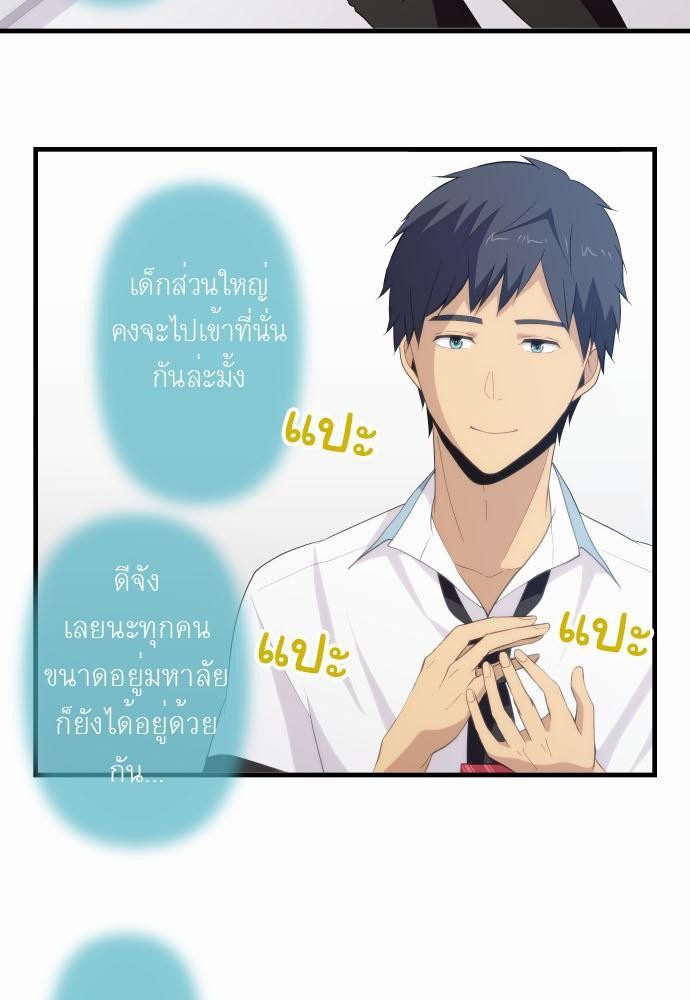 เด็กส่วนใหญ่
คงจะไปเข้าที่นั่น
กันล่ะมั้ง
แปะ
ดีจัง
เลยนะทุกคน
ขนาดอยู่มหาลัย
ก็ยังได้อยู่ด้วย
กัน...
แปะ
แปะ